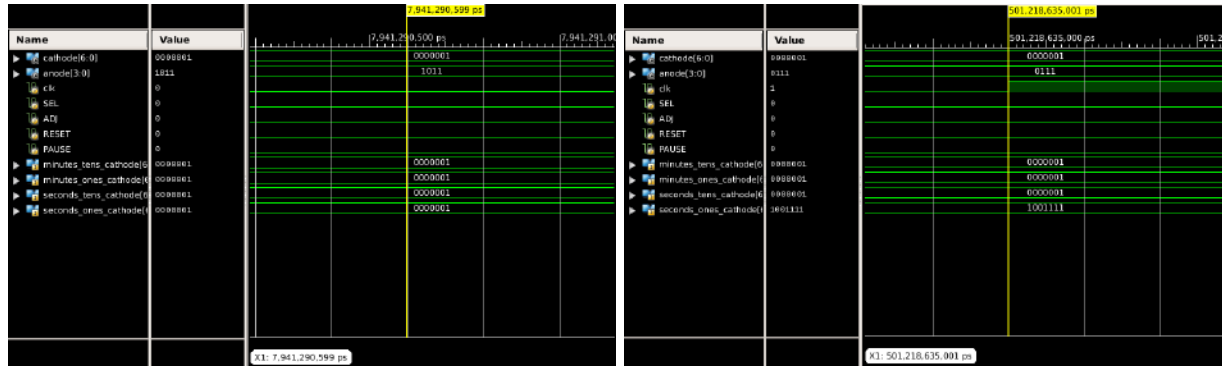 7,941,290,599 ps
Name Value
7,941,290,500 ps 7,941,291,00
cathode[6:0] 0000001 0000001
anode[3:0] 1011 1011
clk 0
SEL 0
ADJ 0
RESET 0
PAUSE 0
minutes_tens_cathode[6 0000001 0000001
minutes_ones_cathode[6 0000001 0000001
seconds_tens_cathode[6 0000001 0000001
seconds_ones_cathode[ 0000001 0000001
X1: 7,941,290,599 ps
501,218,635,001 ps
Name Value
501,218,635,000 ps 501,2
cathode[6:0] 0000001 0000001
anode[3:0] 0111 0111
clk 1
SEL 0
ADJ 0
RESET 0
PAUSE 0
minutes_tens_cathode[6 0000001 0000001
minutes_ones_cathode[6 0000001 0000001
seconds_tens_cathode[6 0000001 0000001
seconds_ones_cathode[ 1001111 1001111
X1: 501,218,635,001 ps